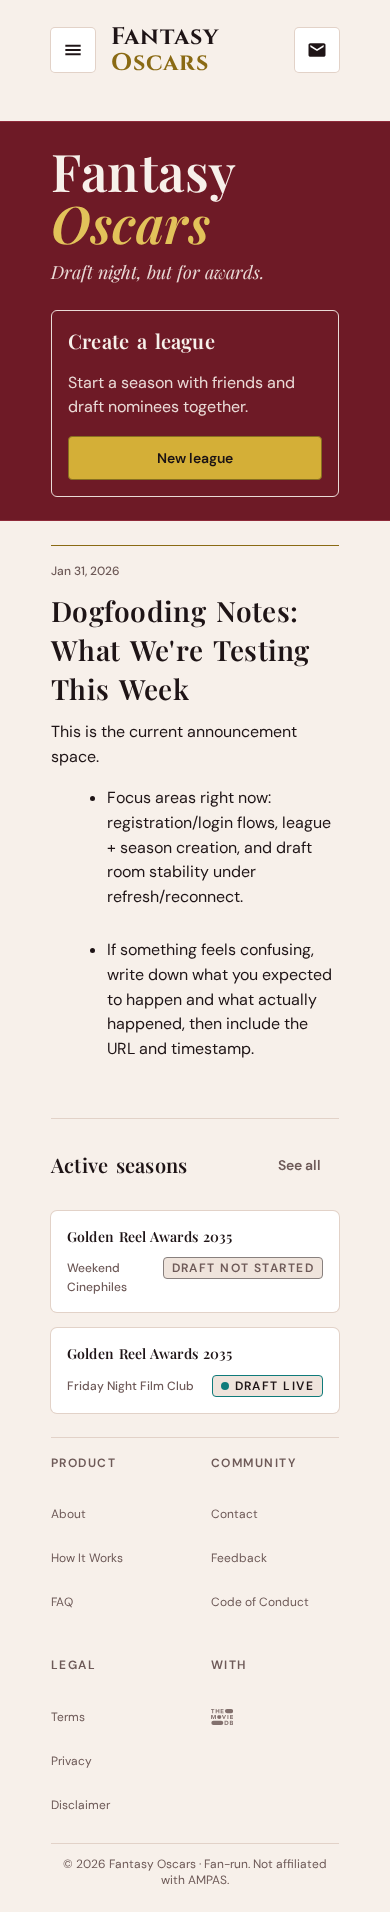 Fantasy
Oscars
Fantasy
Oscars
Draft night, but for awards.
Create a league
Start a season with friends and
draft nominees together.
New league
Jan 31, 2026
Dogfooding Notes:
What We're Testing
This Week
This is the current announcement
space.
• Focus areas right now:
registration/login flows, league
+ season creation, and draft
room stability under
refresh/reconnect.
• If something feels confusing,
write down what you expected
to happen and what actually
happened, then include the
URL and timestamp.
Active seasons
See all
Golden Reel Awards 2035
Weekend
Cinephiles
DRAFT NOT STARTED
Golden Reel Awards 2035
Friday Night Film Club
DRAFT LIVE
PRODUCT
About
How It Works
FAQ
COMMUNITY
Contact
Feedback
Code of Conduct
LEGAL
Terms
Privacy
Disclaimer
WITH
THE
MOVIE
DB
© 2026 Fantasy Oscars · Fan-run. Not affiliated
with AMPAS.